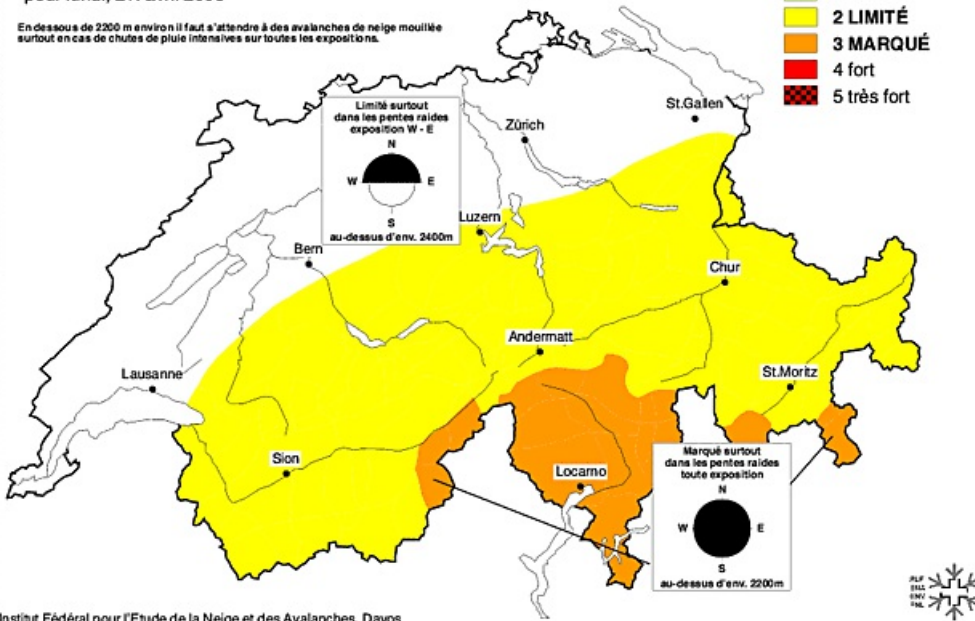 En dessous de 2200 m environ il faut s'attendre à des avalanches de neige mouillée
surtout en cas de chutes de pluie intensives sur toutes les expositions.
2 LIMITÉ
3 MARQUÉ
4 fort
5 très fort
St.Gallen
Zürich
Limité surtout
dans les pentes raides
exposition W - E
N
W E
S
au-dessus d'env. 2400m
Luzern
Bern
Chur
Andermatt
Lausanne
St.Moritz
Sion
Locarno
Marqué surtout
dans les pentes raides
toute exposition
N
W E
S
au-dessus d'env. 2200m
Institut Fédéral pour l'Etude de la Neige et des Avalanches, Davos